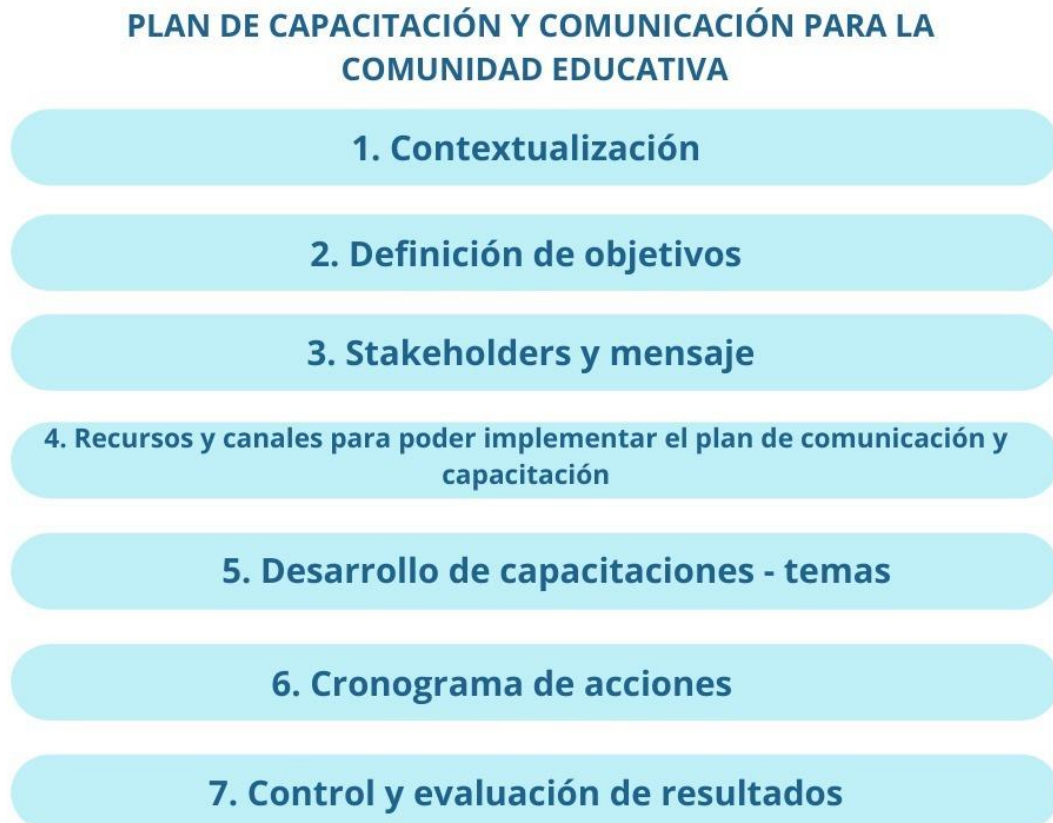 PLAN DE CAPACITACIÓN Y COMUNICACIÓN PARA LA
COMUNIDAD EDUCATIVA
1. Contextualización
2. Definición de objetivos
3. Stakeholders y mensaje
4. Recursos y canales para poder implementar el plan de comunicación y
capacitación
5. Desarrollo de capacitaciones - temas
6. Cronograma de acciones
7. Control y evaluación de resultados